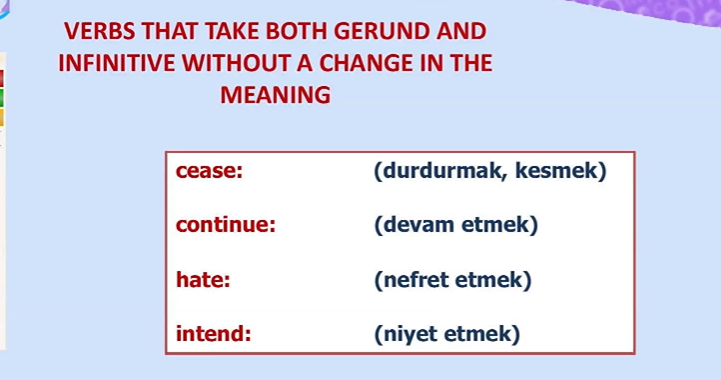 VERBS THAT TAKE BOTH GERUND AND
INFINITIVE WITHOUT A CHANGE IN THE
MEANING
cease: (durdurmak, kesmek)
continue: (devam etmek)
hate: (nefret etmek)
intend: (niyet etmek)